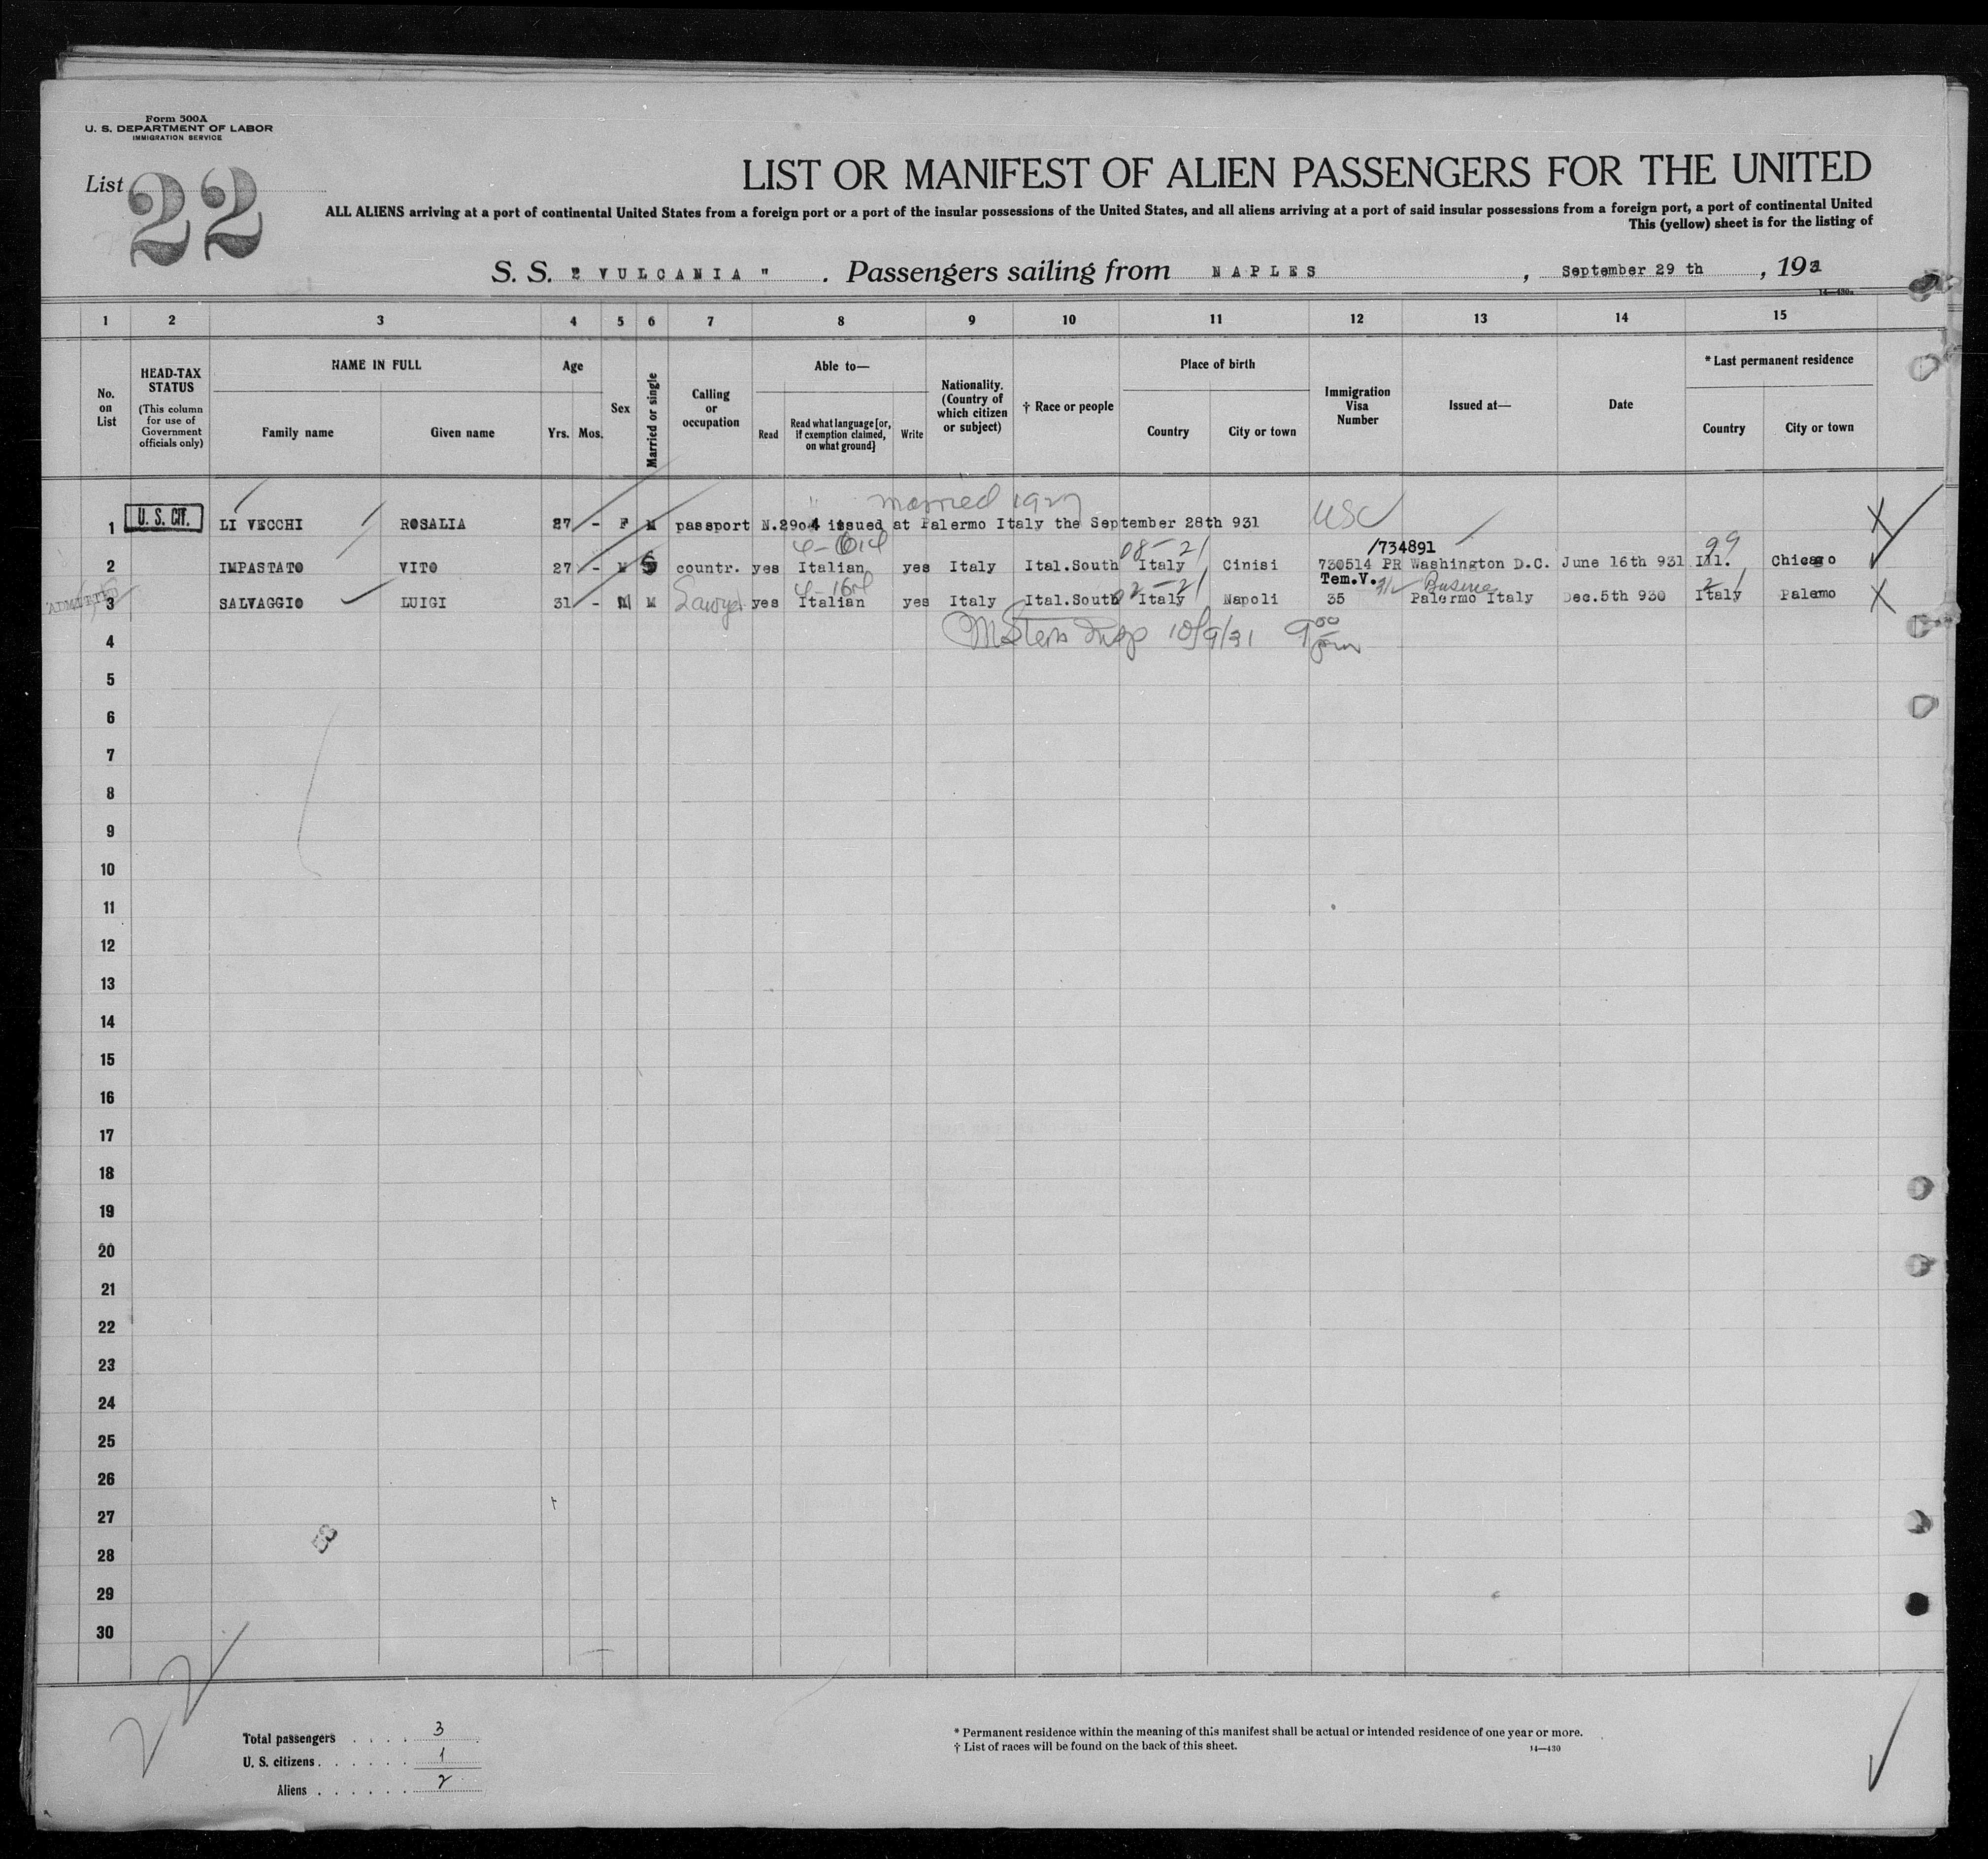 Form 500A
U. S. DEPARTMENT OF LABOR
IMMIGRATION SERVICE
List 22
LIST OR MANIFEST OF ALIEN PASSENGERS FOR THE UNITED
ALL ALIENS arriving at a port of continental United States from a foreign port or a port of the insular possessions of the United States, and all aliens arriving at a port of said insular possessions from a foreign port, a port of continental United
This (yellow) sheet is for the listing of
S. S. " VULCANIA " . Passengers sailing from NAPLES , September 29 th , 193
14—430a
1 2 3 4 5 6 7 8 9 10 11 12 13 14 15
No. on List
HEAD-TAX STATUS (This column for use of Government officials only)
NAME IN FULL
Family name Given name
Age
Yrs. Mos.
Sex
Married or single
Calling or occupation
Able to—
Read
Read what language [or, if exemption claimed, on what ground]
Write
Nationality. (Country of which citizen or subject)
† Race or people
Place of birth
Country City or town
Immigration Visa Number
Issued at—
Date
* Last permanent residence
Country City or town
married 1927
1 U. S. CIT. LI VECCHI ROSALIA 27 - F M passport N.2904 issued at Palermo Italy the September 28th 931 USC
08-21 /734891 99
2 IMPASTATO VITO 27 - M S countr. yes Italian yes Italy Ital.South Italy Cinisi 730514 PR Washington D.C. June 16th 931 Ill. Chicago
Tem.V.
ADMITTED
3 SALVAGGIO LUIGI 31 - M M Lawyer yes Italian yes Italy Ital.South Italy Napoli 35 Palermo Italy Dec.5th 930 Italy Palermo
10/9/31 9 00
4
5
6
7
8
9
10
11
12
13
14
15
16
17
18
19
20
21
22
23
24
25
26
27
28
29
30
Total passengers . . . . 3
U. S. citizens . . . . . . 1
Aliens . . . . . . 2
* Permanent residence within the meaning of this manifest shall be actual or intended residence of one year or more.
† List of races will be found on the back of this sheet.
14—430